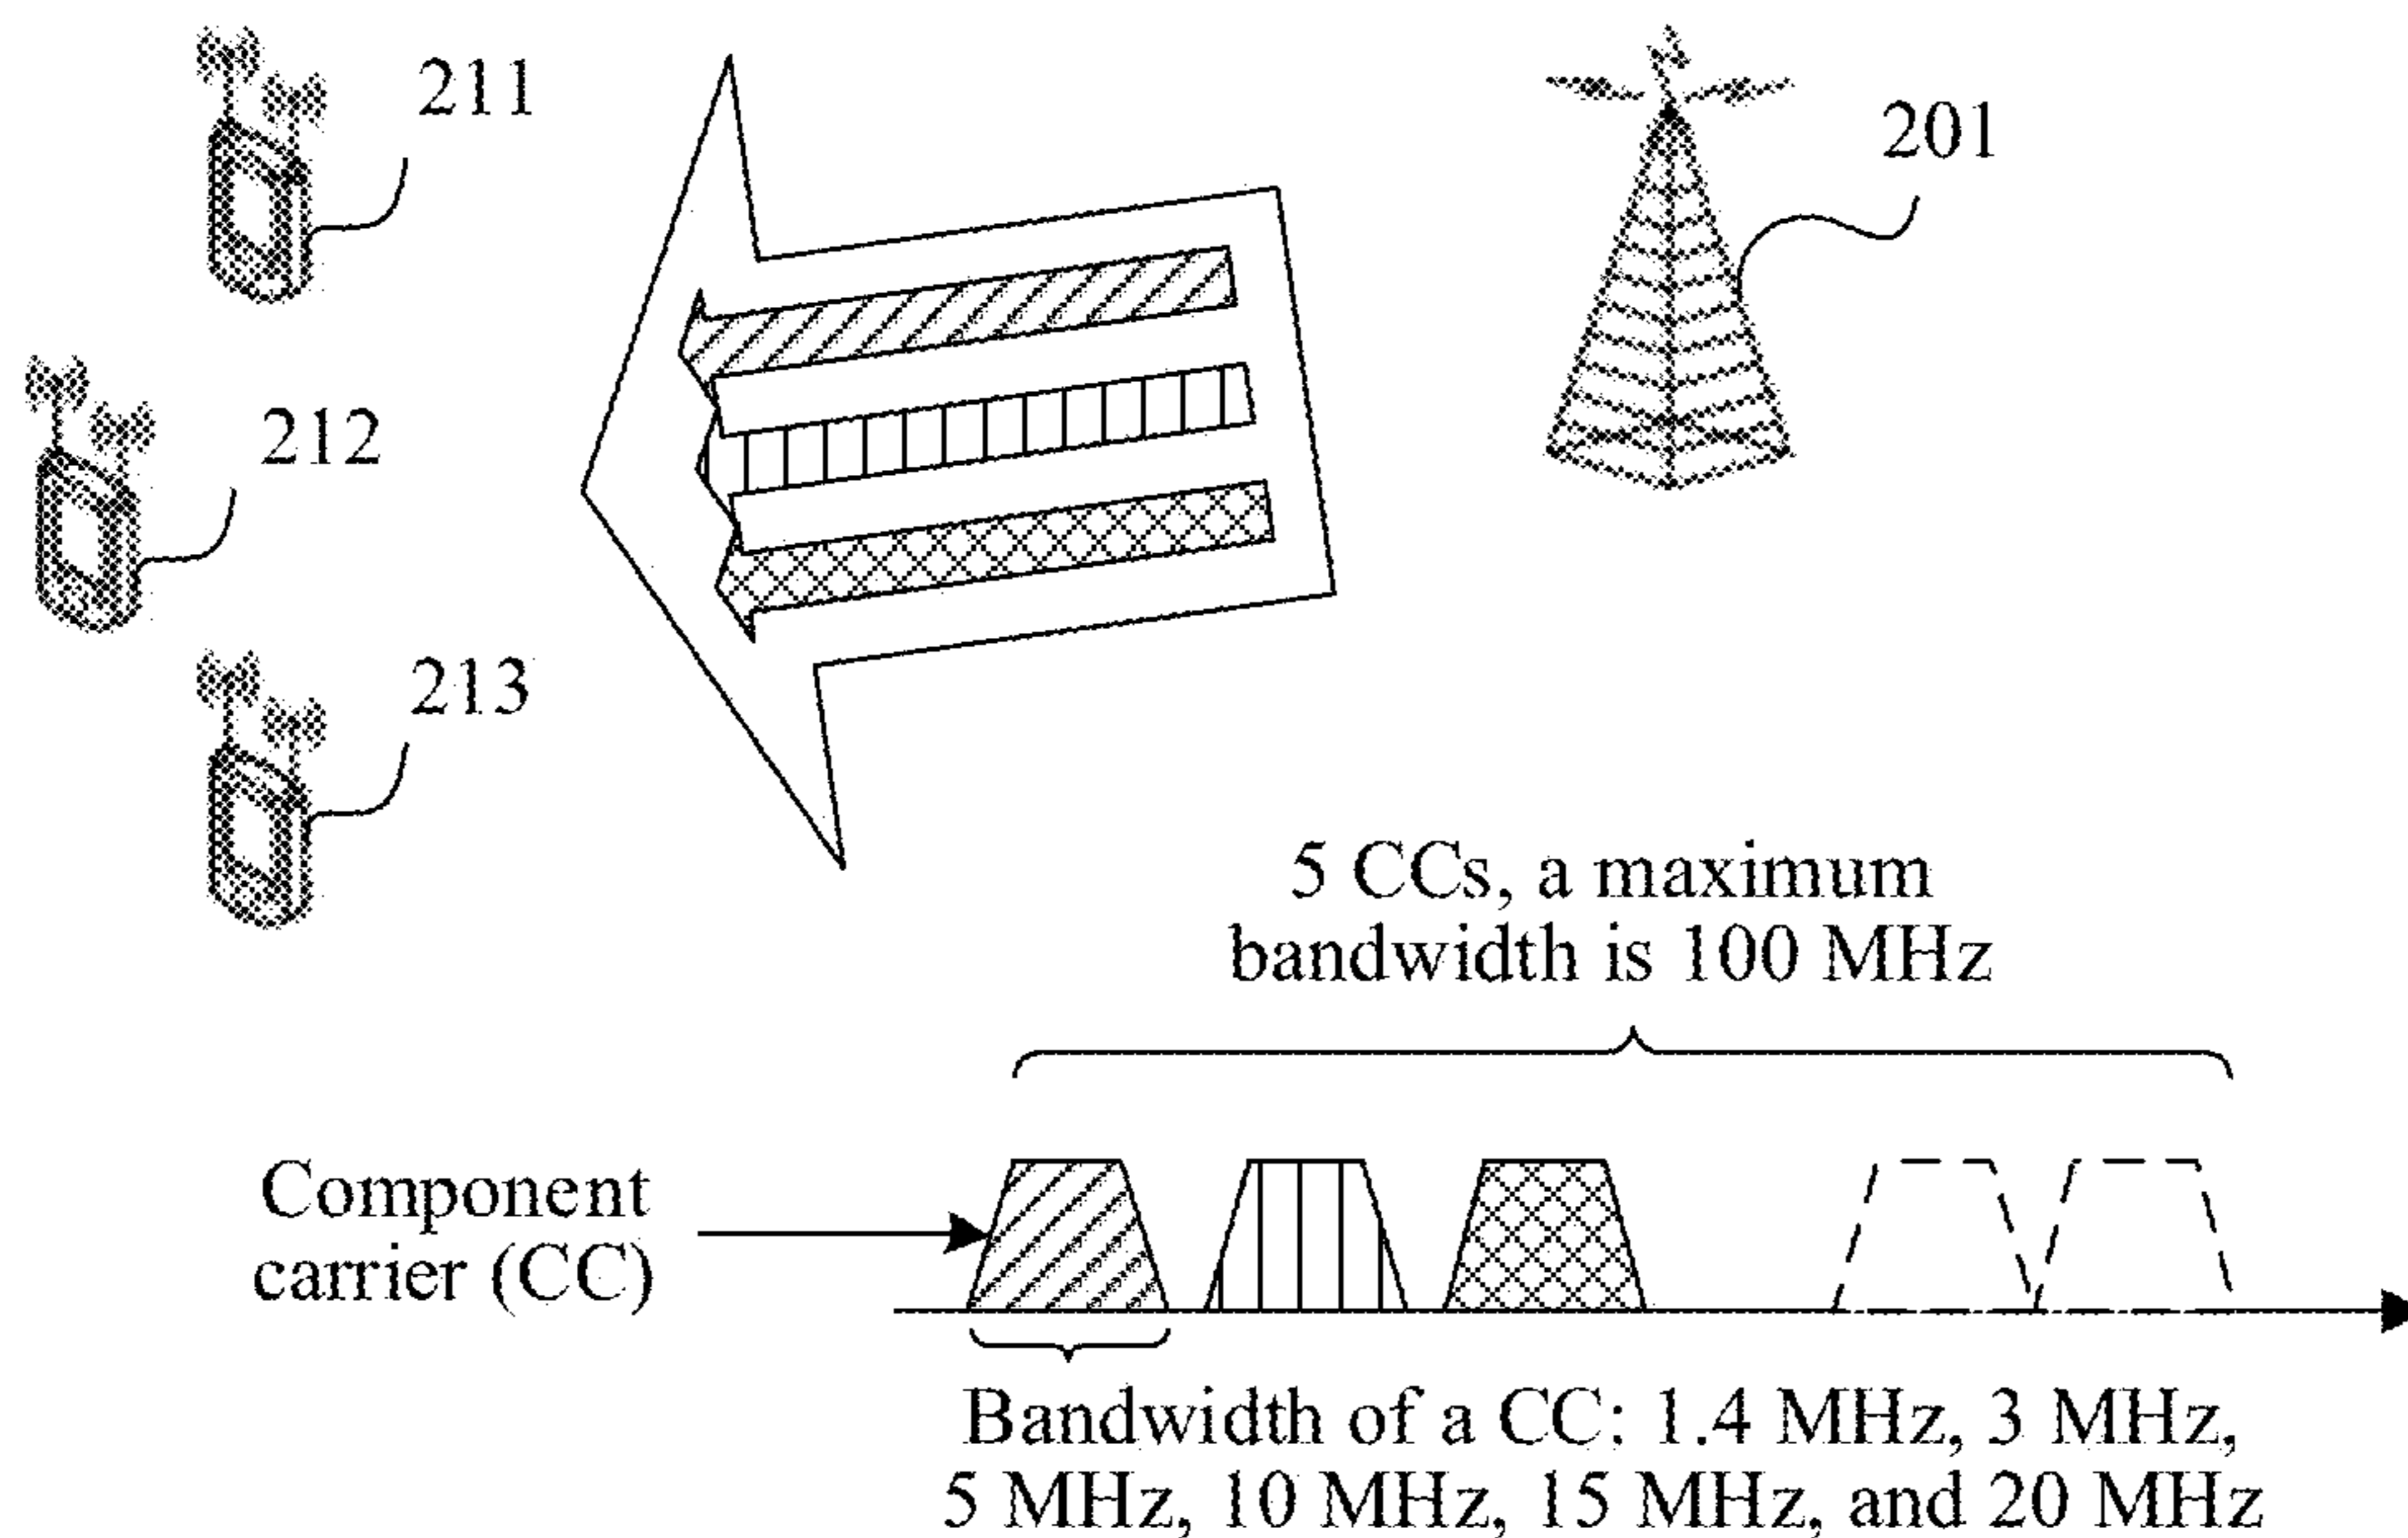 211
201
212
213
5 CCs, a maximum
bandwidth is 100 MHz
Component
carrier (CC)
Bandwidth of a CC: 1.4 MHz, 3 MHz,
5 MHz, 10 MHz, 15 MHz, and 20 MHz